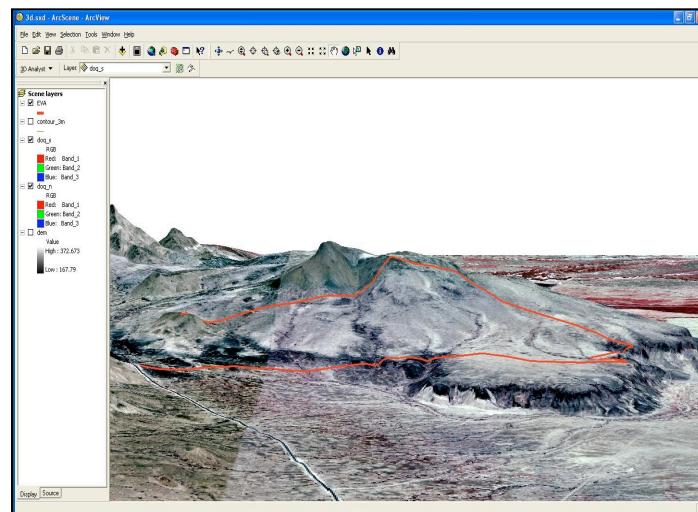 3d.sxd - ArcScene - ArcView
File Edit View Selection Tools Window Help
3D Analyst Layer: doq_s
Scene layers
EVA
contour_3m
doq_s
RGB
Red: Band_1
Green: Band_2
Blue: Band_3
doq_n
RGB
Red: Band_1
Green: Band_2
Blue: Band_3
dem
Value
High : 372.673
Low : 167.79
Display Source